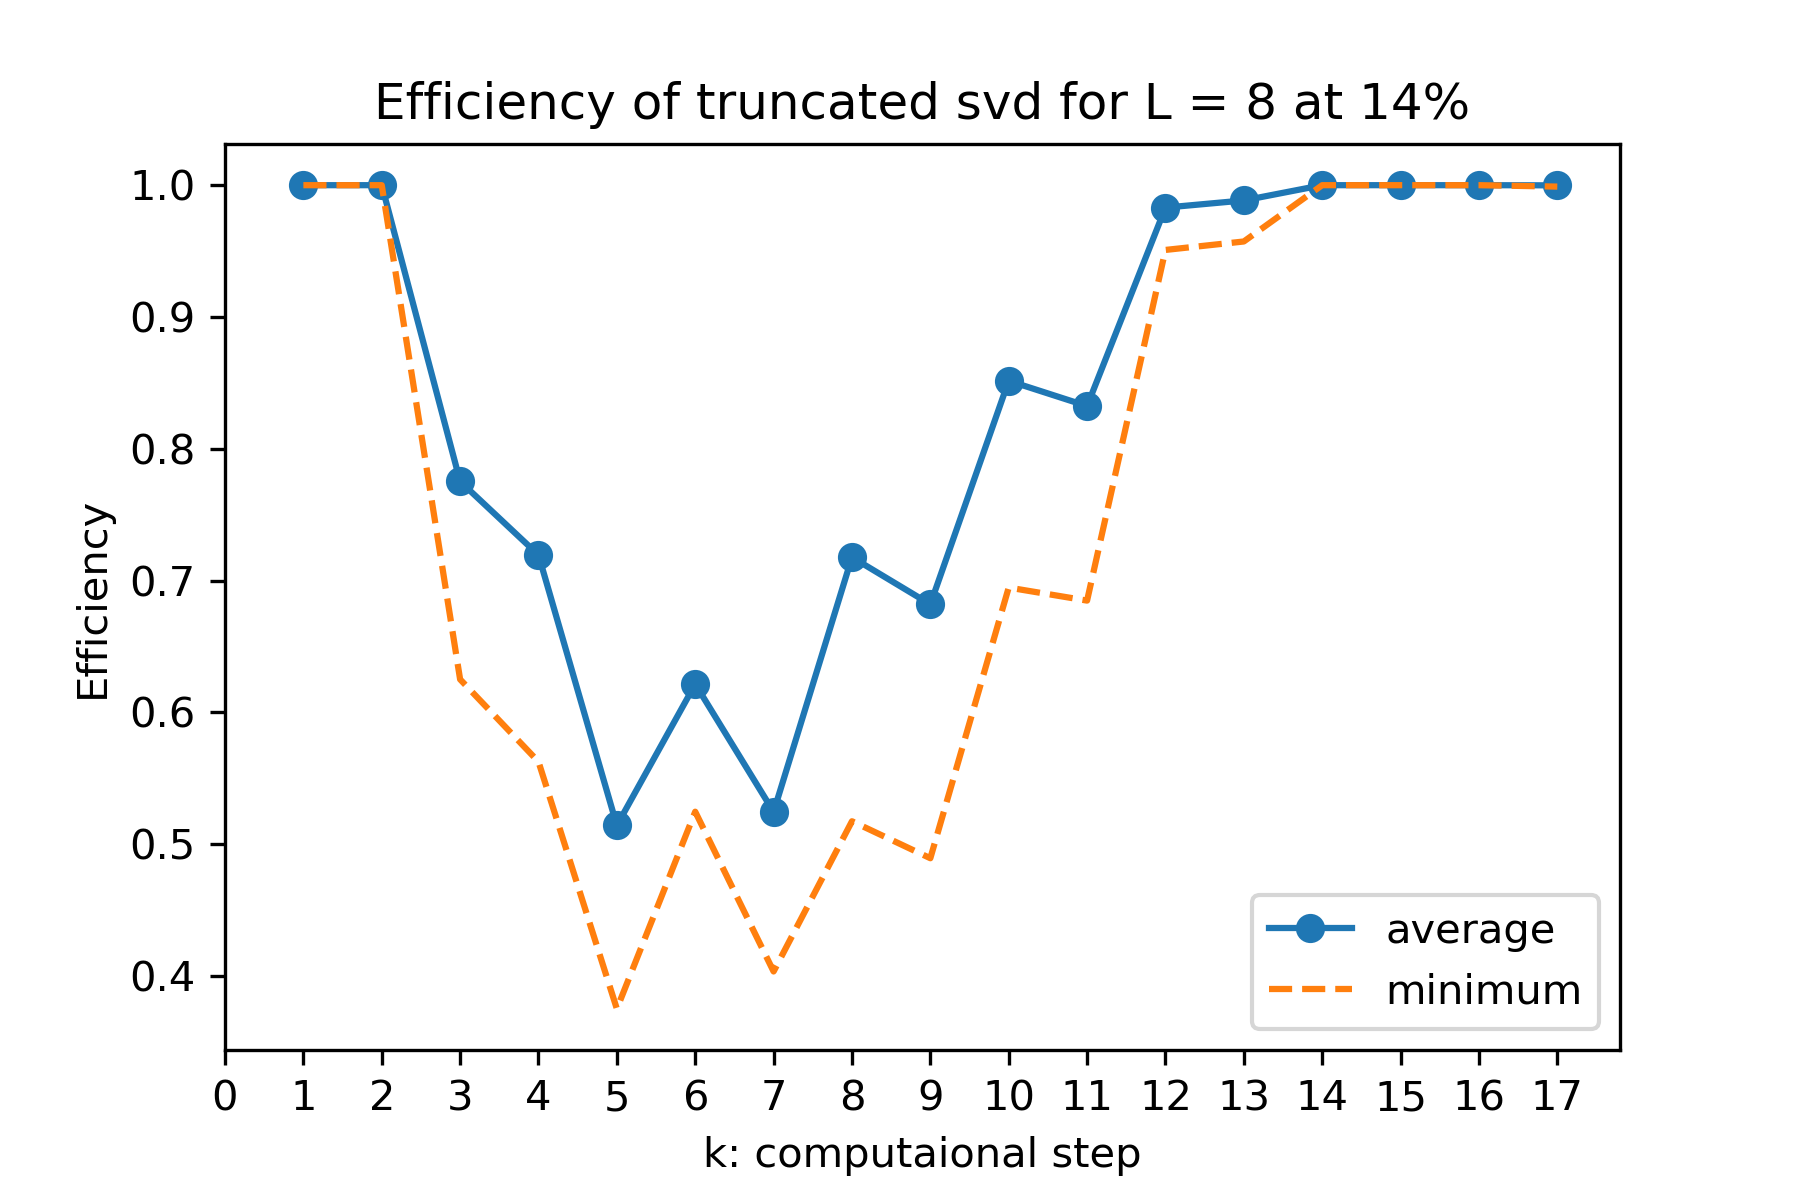 Efficiency of truncated svd for L = 8 at 14%
1.0
0.9
0.8
0.7
0.6
0.5
0.4
Efficiency
average
minimum
0 1 2 3 4 5 6 7 8 9 10 11 12 13 14 15 16 17
k: computaional step